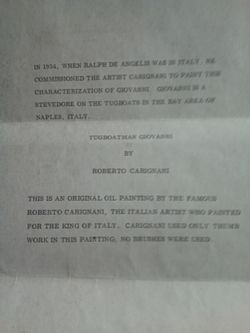 IN 1954, WHEN RALPH DE ANGELIS WAS IN ITALY, HE
COMMISSIONED THE ARTIST CARIGNANI TO PAINT THIS
CHARACTERIZATION OF GIOVANNI. GIOVANNI IS A
STEVEDORE ON THE TUGBOATS IN THE BAY AREA OF
NAPLES, ITALY.
TUGBOATMAN GIOVANNI
BY
ROBERTO CARIGNANI
THIS IS AN ORIGINAL OIL PAINTING BY THE FAMOUS
ROBERTO CARIGNANI, THE ITALIAN ARTIST WHO PAINTED
FOR THE KING OF ITALY. CARIGNANI USED ONLY THUMB
WORK IN THIS PAINTING, NO BRUSHES WERE USED.